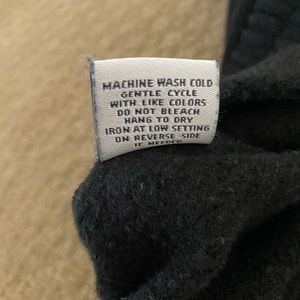 MACHINE WASH COLD
GENTLE CYCLE
WITH LIKE COLORS
DO NOT BLEACH
HANG TO DRY
IRON AT LOW SETTING
ON REVERSE SIDE
IF NEEDED